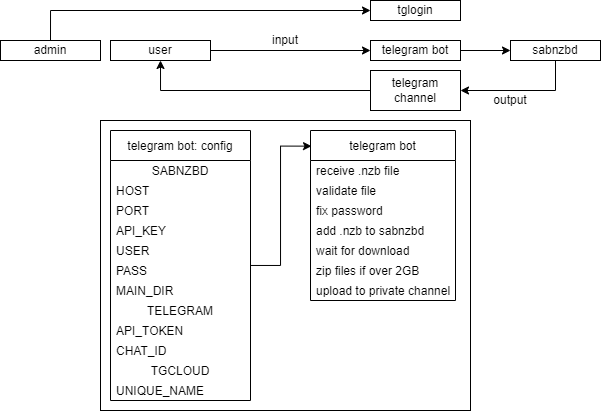 tglogin
admin
user
input
telegram bot
sabnzbd
telegram
channel
output
telegram bot: config
SABNZBD
HOST
PORT
API_KEY
USER
PASS
MAIN_DIR
TELEGRAM
API_TOKEN
CHAT_ID
TGCLOUD
UNIQUE_NAME
telegram bot
receive .nzb file
validate file
fix password
add .nzb to sabnzbd
wait for download
zip files if over 2GB
upload to private channel